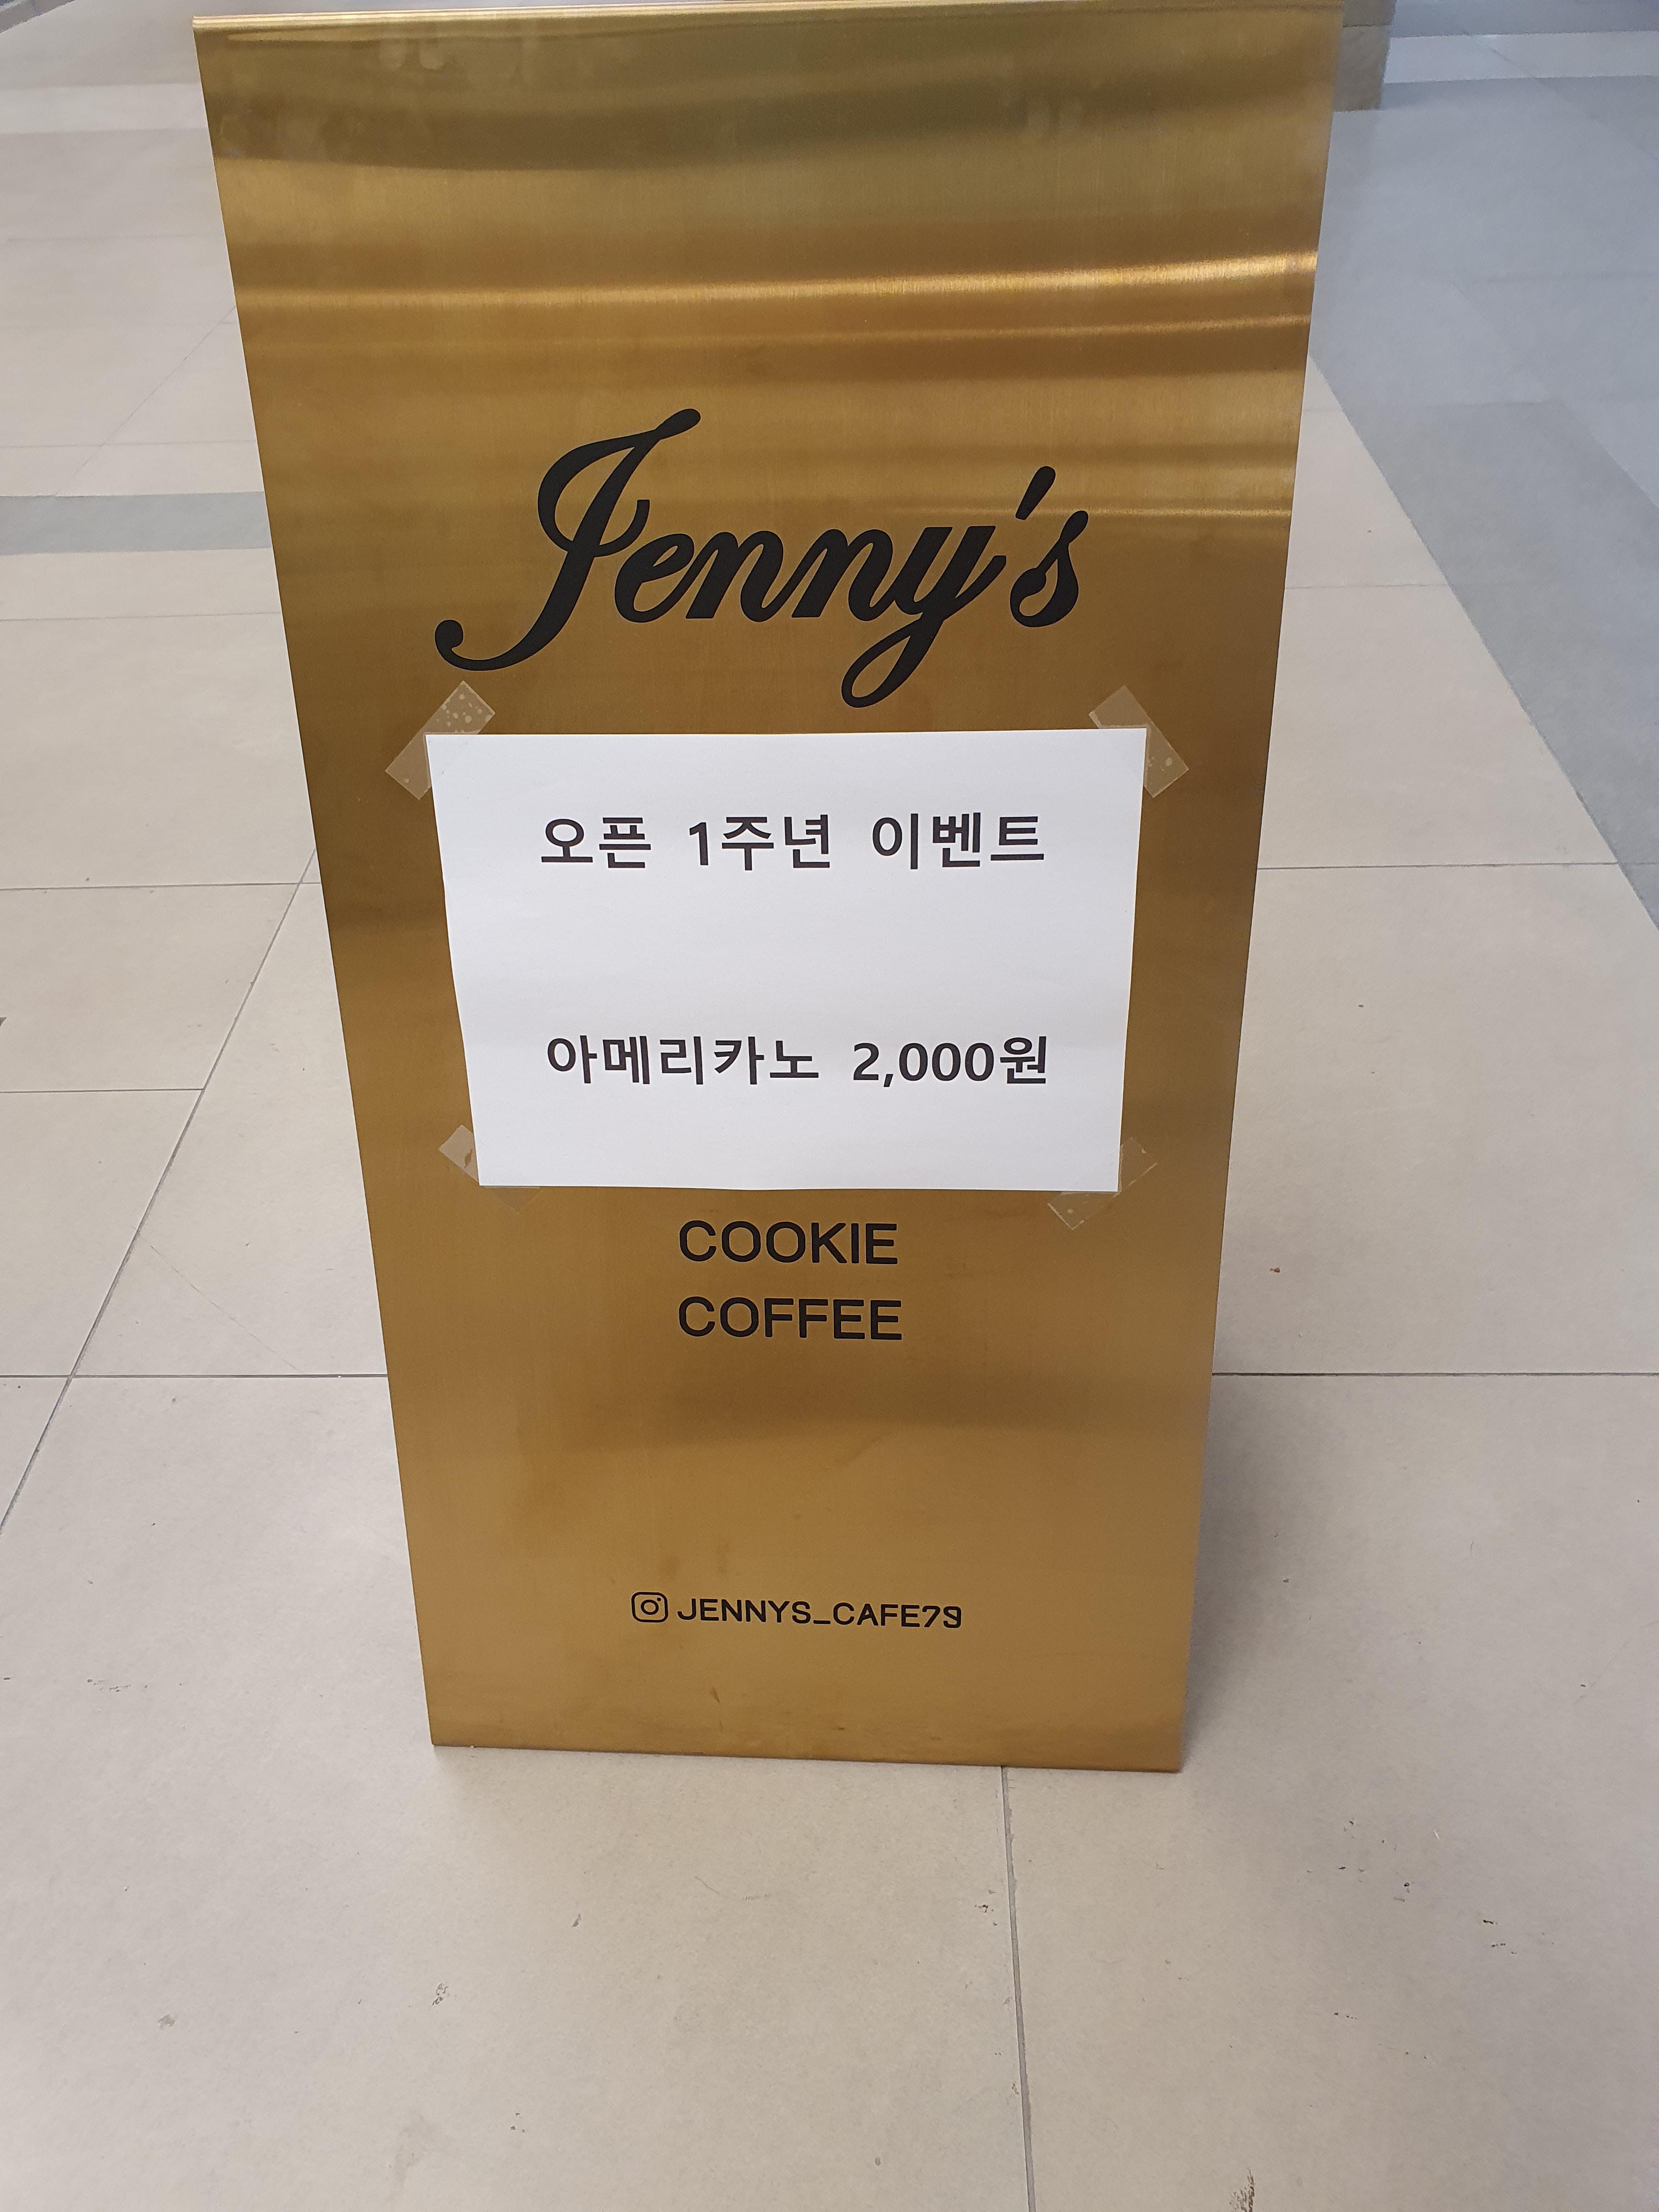 Jenny's
오픈 1주년 이벤트
아메리카노 2,000원
COOKIE
COFFEE
JENNYS_CAFE79